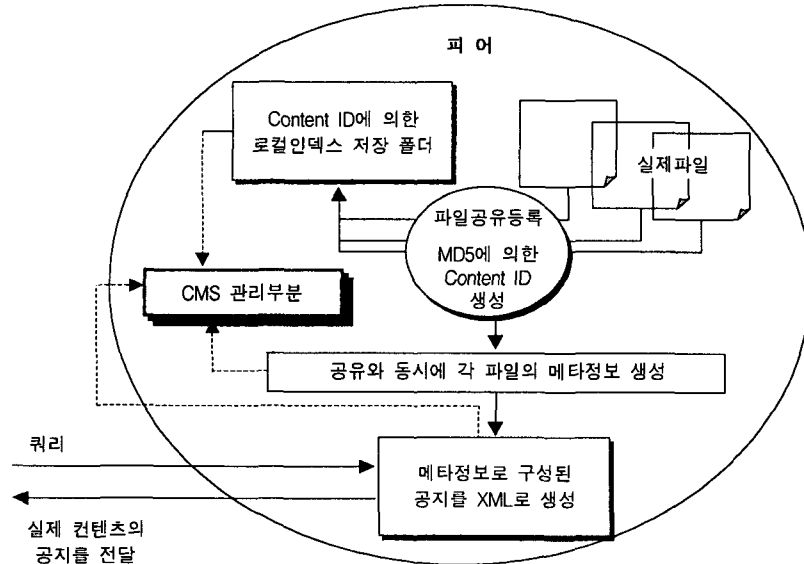 피 어
Content ID에 의한
로컬인덱스 저장 폴더
실제파일
파일공유등록
MD5에 의한
Content ID
생성
CMS 관리부분
공유와 동시에 각 파일의 메타정보 생성
쿼리
메타정보로 구성된
공지를 XML로 생성
실제 컨텐츠의
공지를 전달